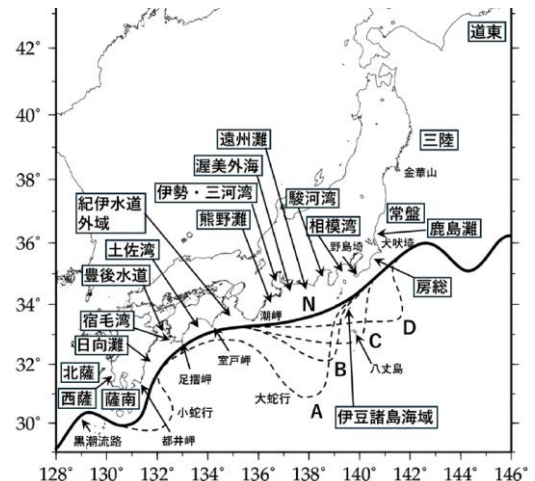 42°
40°
38°
36°
34°
32°
30°
128
130
132
134
136
138
140
142
144
146
道東
三陸
金華山
遠州灘
渥美外海
伊勢・三河湾
熊野灘
駿河湾
相模湾
野島埼
常盤
鹿島灘
犬吠埼
房総
紀伊水道
外域
土佐湾
豊後水道
宿毛湾
日向灘
北薩
西薩
薩南
潮岬
室戸岬
足摺岬
都井岬
小蛇行
大蛇行
黒潮流路
八丈島
伊豆諸島海域
N
A
B
C
D